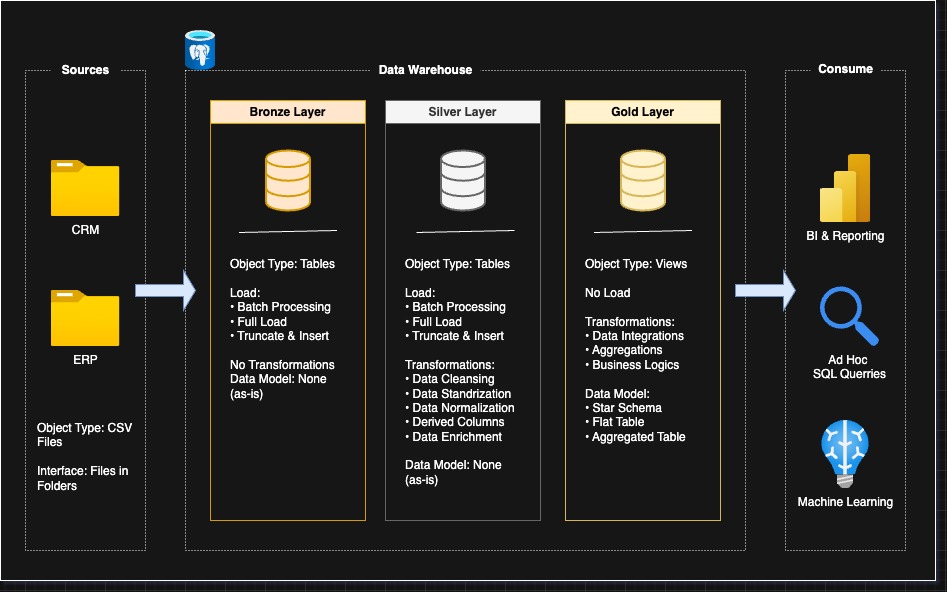 Sources
CRM
ERP
Object Type: CSV
Files
Interface: Files in
Folders
Data Warehouse
Bronze Layer
Object Type: Tables
Load:
• Batch Processing
• Full Load
• Truncate & Insert
No Transformations
Data Model: None
(as-is)
Silver Layer
Object Type: Tables
Load:
• Batch Processing
• Full Load
• Truncate & Insert
Transformations:
• Data Cleansing
• Data Standrization
• Data Normalization
• Derived Columns
• Data Enrichment
Data Model: None
(as-is)
Gold Layer
Object Type: Views
No Load
Transformations:
• Data Integrations
• Aggregations
• Business Logics
Data Model:
• Star Schema
• Flat Table
• Aggregated Table
Consume
BI & Reporting
Ad Hoc
SQL Querries
Machine Learning